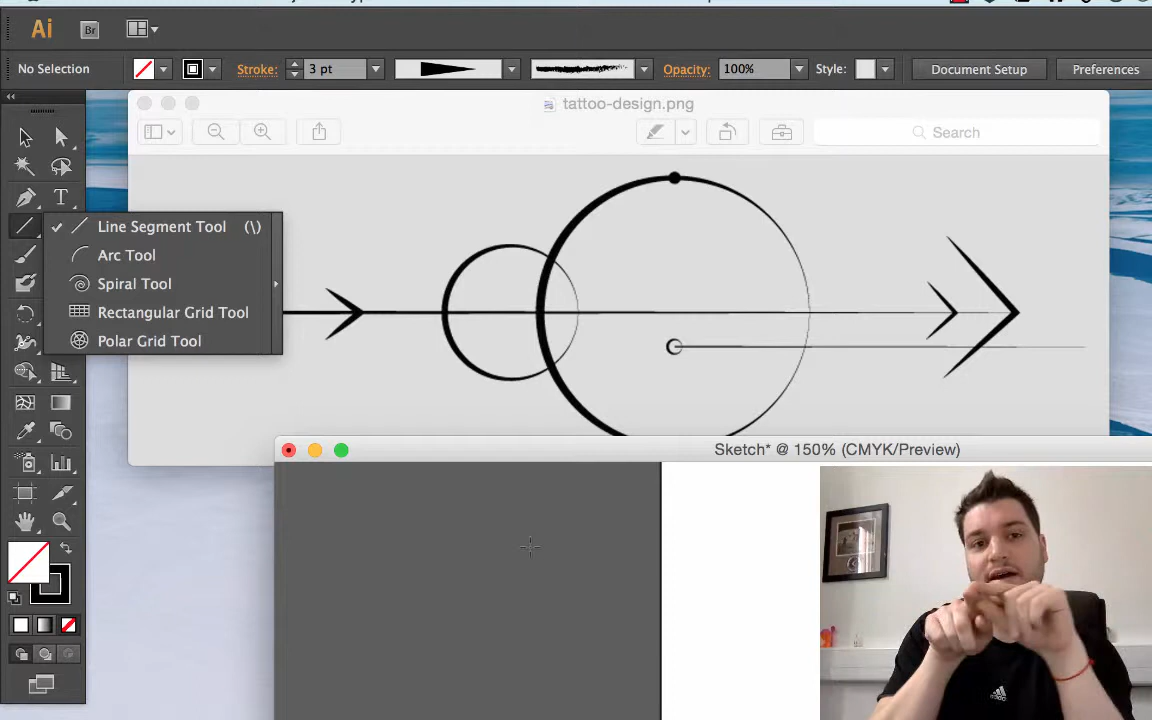 Ai Br
No Selection Stroke: 3 pt Opacity: 100% Style: Document Setup Preferences
tattoo-design.png
Search
T
Line Segment Tool (\)
Arc Tool
Spiral Tool
Rectangular Grid Tool
Polar Grid Tool
Sketch* @ 150% (CMYK/Preview)